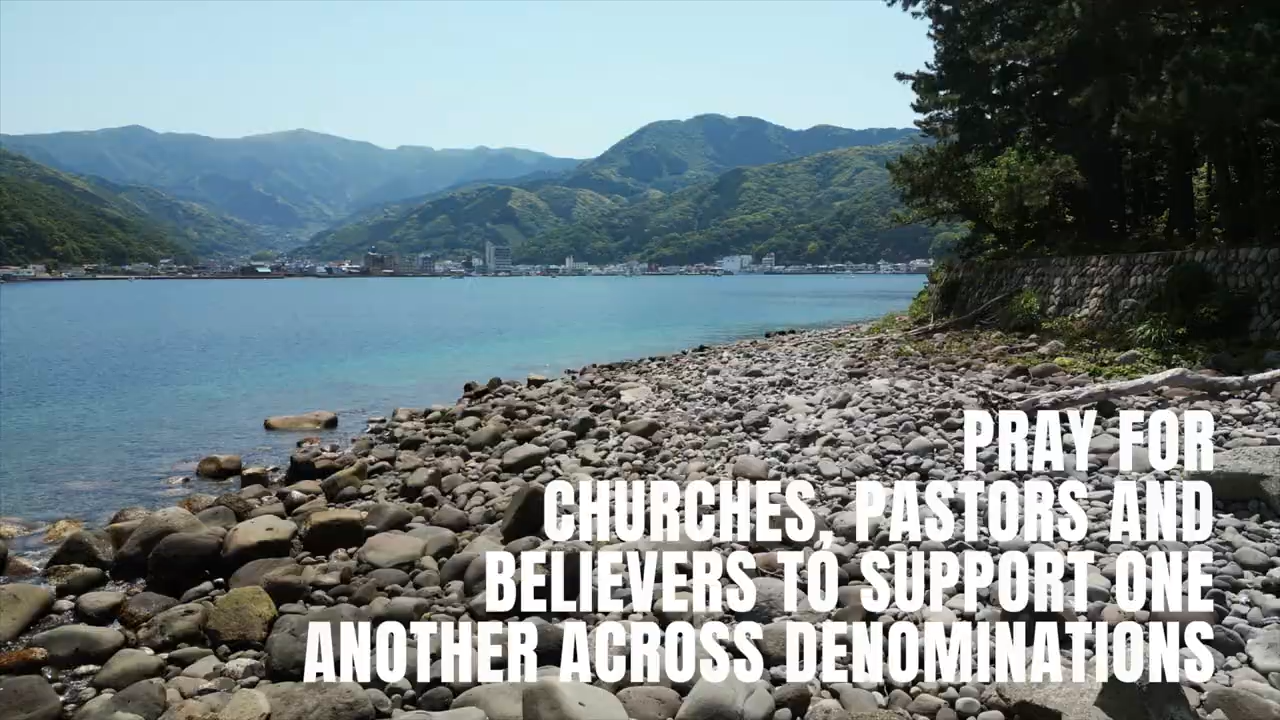 PRAY FOR
CHURCHES, PASTORS AND
BELIEVERS TO SUPPORT ONE
ANOTHER ACROSS DENOMINATIONS